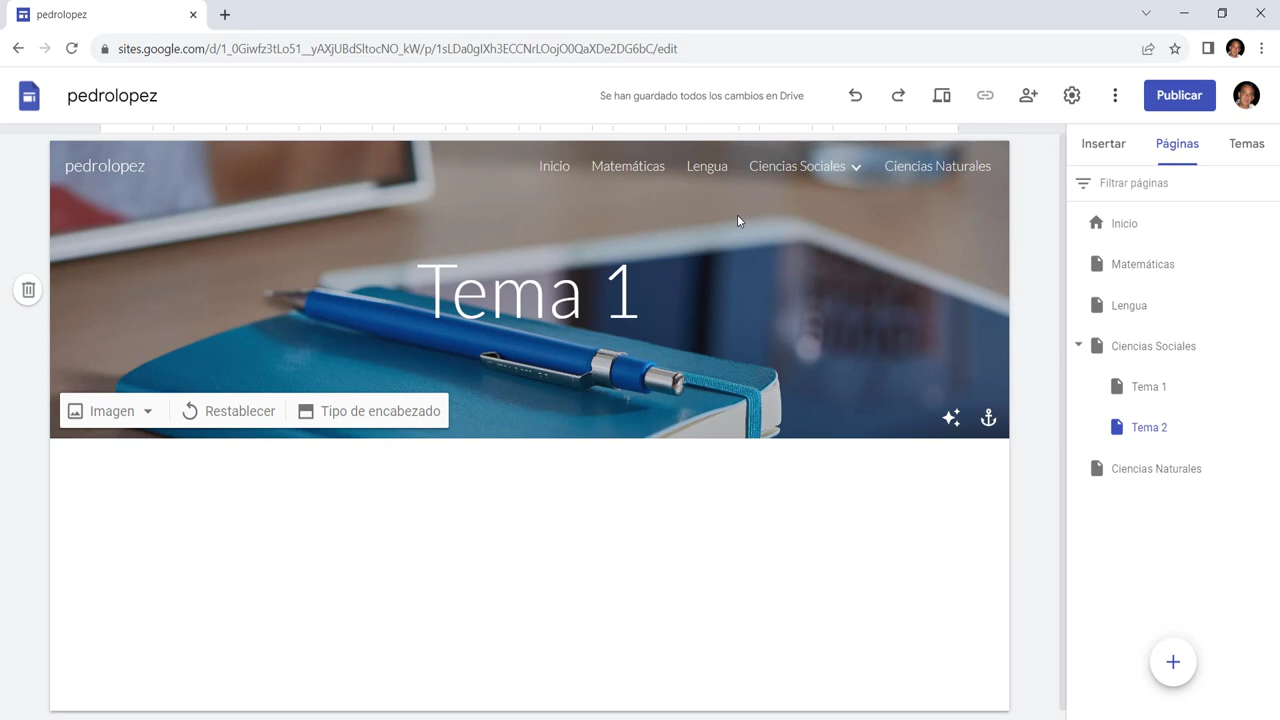 pedrolopez
sites.google.com/d/1_0Giwfz3tLo51__yAXjUBdSltocNO_kW/p/1sLDa0glXh3ECCNrLOojO0QaXDe2DG6bC/edit
pedrolopez
Se han guardado todos los cambios en Drive
Publicar
Insertar
Páginas
Temas
pedrolopez
Inicio
Matemáticas
Lengua
Ciencias Sociales
Ciencias Naturales
Filtrar páginas
Tema 1
Inicio
Matemáticas
Lengua
Ciencias Sociales
Tema 1
Tema 2
Ciencias Naturales
Imagen
Restablecer
Tipo de encabezado